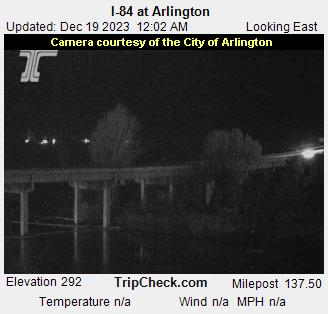 I-84 at Arlington
Updated: Dec 19 2023 12:02 AM Looking East
Camera courtesy of the City of Arlington
Elevation 292 TripCheck.com Milepost 137.50
Temperature n/a Wind n/a MPH n/a